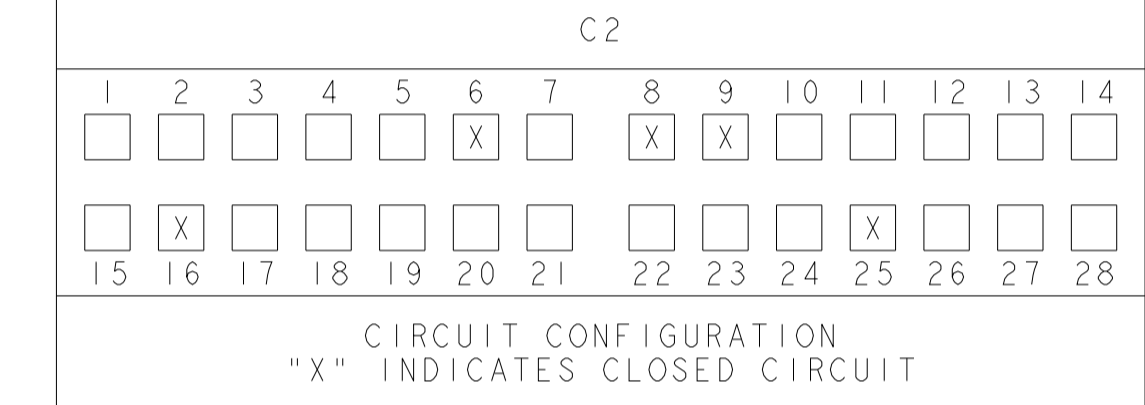 C2
1 2 3 4 5 6 7 8 9 10 11 12 13 14
X X X
X X
15 16 17 18 19 20 21 22 23 24 25 26 27 28
CIRCUIT CONFIGURATION
"X" INDICATES CLOSED CIRCUIT